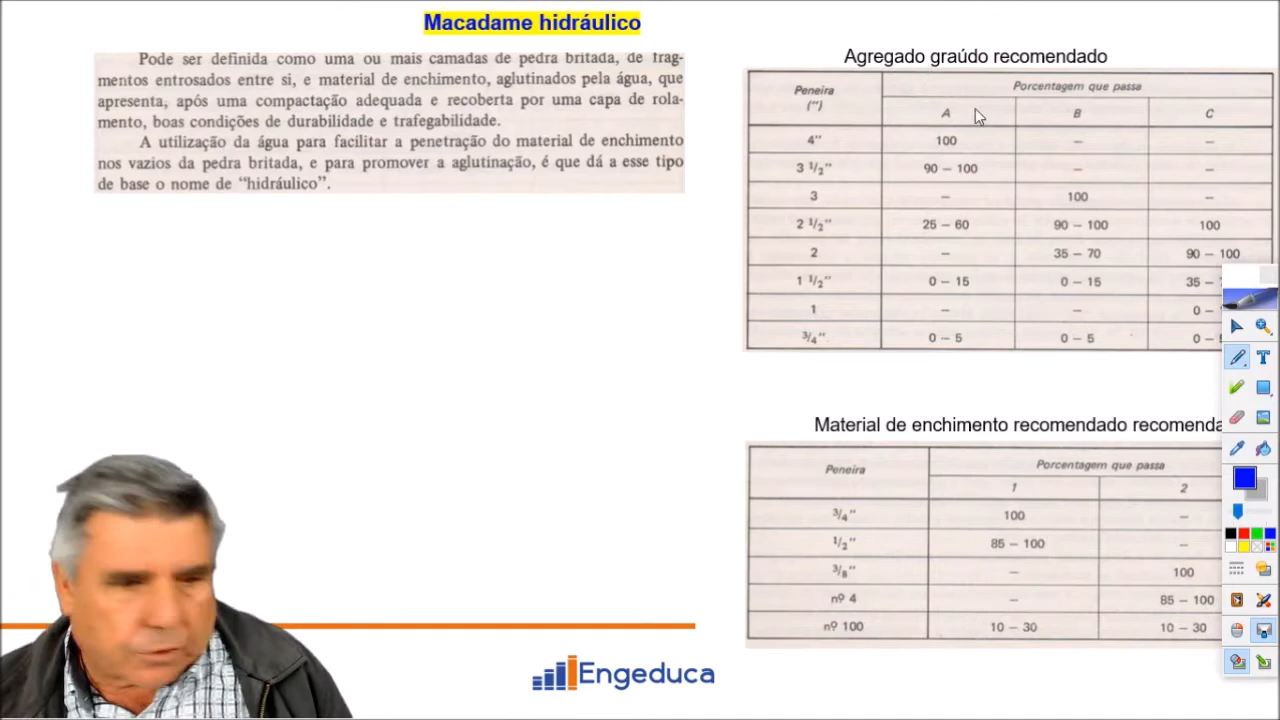 Macadame hidráulico
Pode ser definida como uma ou mais camadas de pedra britada, de frag-
mentos entrosados entre si, e material de enchimento, aglutinados pela água, que
apresenta, após uma compactação adequada e recoberta por uma capa de rola-
mento, boas condições de durabilidade e trafegabilidade.
A utilização da água para facilitar a penetração do material de enchimento
nos vazios da pedra britada, e para promover a aglutinação, é que dá a esse tipo
de base o nome de “hidráulico”.
Agregado graúdo recomendado
Peneira (") Porcentagem que passa
A B C
4" 100 – –
3 1/2" 90 – 100 – –
3 – 100 –
2 1/2" 25 – 60 90 – 100 100
2 – 35 – 70 90 – 100
1 1/2" 0 – 15 0 – 15 35 –
1 – – 0 –
3/4" 0 – 5 0 – 5 0 –
Material de enchimento recomendado recomenda
Peneira Porcentagem que passa
1 2
3/4" 100 –
1/2" 85 – 100 –
3/8" – 100
nº 4 – 85 – 100
nº 100 10 – 30 10 – 30
Engeduca
T